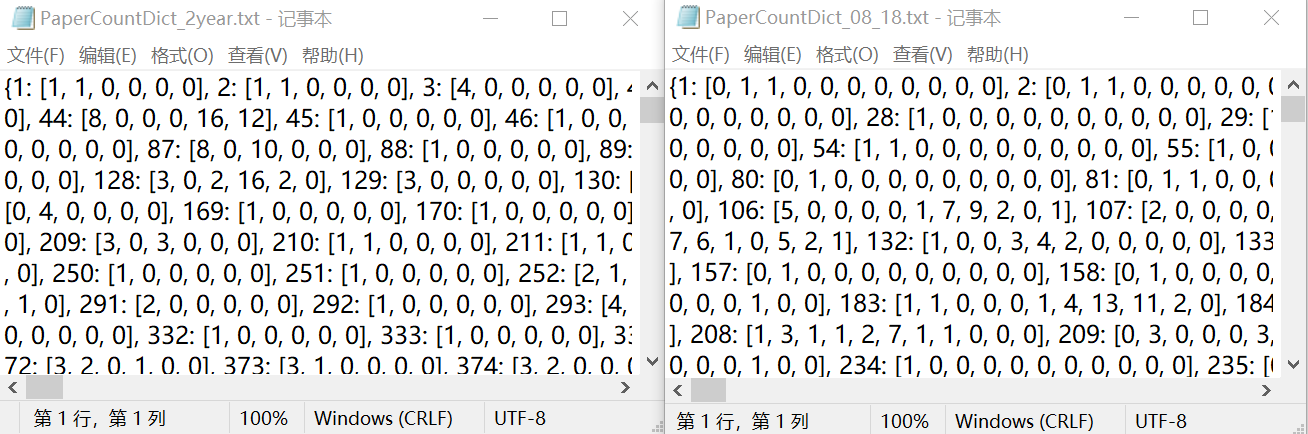 PaperCountDict_2year.txt - 记事本
文件(F) 编辑(E) 格式(O) 查看(V) 帮助(H)
{1: [1, 1, 0, 0, 0, 0], 2: [1, 1, 0, 0, 0, 0], 3: [4, 0, 0, 0, 0, 0], 4
0], 44: [8, 0, 0, 0, 16, 12], 45: [1, 0, 0, 0, 0, 0], 46: [1, 0, 0,
0, 0, 0, 0, 0], 87: [8, 0, 10, 0, 0, 0], 88: [1, 0, 0, 0, 0, 0], 89:
0, 0, 0], 128: [3, 0, 2, 16, 2, 0], 129: [3, 0, 0, 0, 0, 0], 130: [
[0, 4, 0, 0, 0, 0], 169: [1, 0, 0, 0, 0, 0], 170: [1, 0, 0, 0, 0, 0]
0], 209: [3, 0, 3, 0, 0, 0], 210: [1, 1, 0, 0, 0, 0], 211: [1, 1, 0
, 0], 250: [1, 0, 0, 0, 0, 0], 251: [1, 0, 0, 0, 0, 0], 252: [2, 1,
, 1, 0], 291: [2, 0, 0, 0, 0, 0], 292: [1, 0, 0, 0, 0, 0], 293: [4,
0, 0, 0, 0, 0], 332: [1, 0, 0, 0, 0, 0], 333: [1, 0, 0, 0, 0, 0], 33
72: [3, 2, 0, 1, 0, 0], 373: [3, 1, 0, 0, 0, 0], 374: [3, 2, 0, 0, 0
第 1 行，第 1 列 100% Windows (CRLF) UTF-8
PaperCountDict_08_18.txt - 记事本
文件(F) 编辑(E) 格式(O) 查看(V) 帮助(H)
{1: [0, 1, 1, 0, 0, 0, 0, 0, 0, 0, 0], 2: [0, 1, 1, 0, 0, 0, 0, 0
0, 0, 0, 0, 0, 0, 0], 28: [1, 0, 0, 0, 0, 0, 0, 0, 0, 0, 0], 29: [1
0, 0, 0, 0, 0], 54: [1, 1, 0, 0, 0, 0, 0, 0, 0, 0, 0], 55: [1, 0, 0
0, 0], 80: [0, 1, 0, 0, 0, 0, 0, 0, 0, 0, 0], 81: [0, 1, 1, 0, 0, 0
, 0], 106: [5, 0, 0, 0, 0, 1, 7, 9, 2, 0, 1], 107: [2, 0, 0, 0, 0,
7, 6, 1, 0, 5, 2, 1], 132: [1, 0, 0, 3, 4, 2, 0, 0, 0, 0, 0], 133
], 157: [0, 1, 0, 0, 0, 0, 0, 0, 0, 0, 0], 158: [0, 1, 0, 0, 0, 0,
0, 0, 0, 1, 0, 0], 183: [1, 1, 0, 0, 0, 1, 4, 13, 11, 2, 0], 184
], 208: [1, 3, 1, 1, 2, 7, 1, 1, 0, 0, 0], 209: [0, 3, 0, 0, 0, 3,
0, 0, 0, 1, 0, 0], 234: [1, 0, 0, 0, 0, 0, 0, 0, 0, 0, 0], 235: [0
第 1 行，第 1 列 100% Windows (CRLF) UTF-8